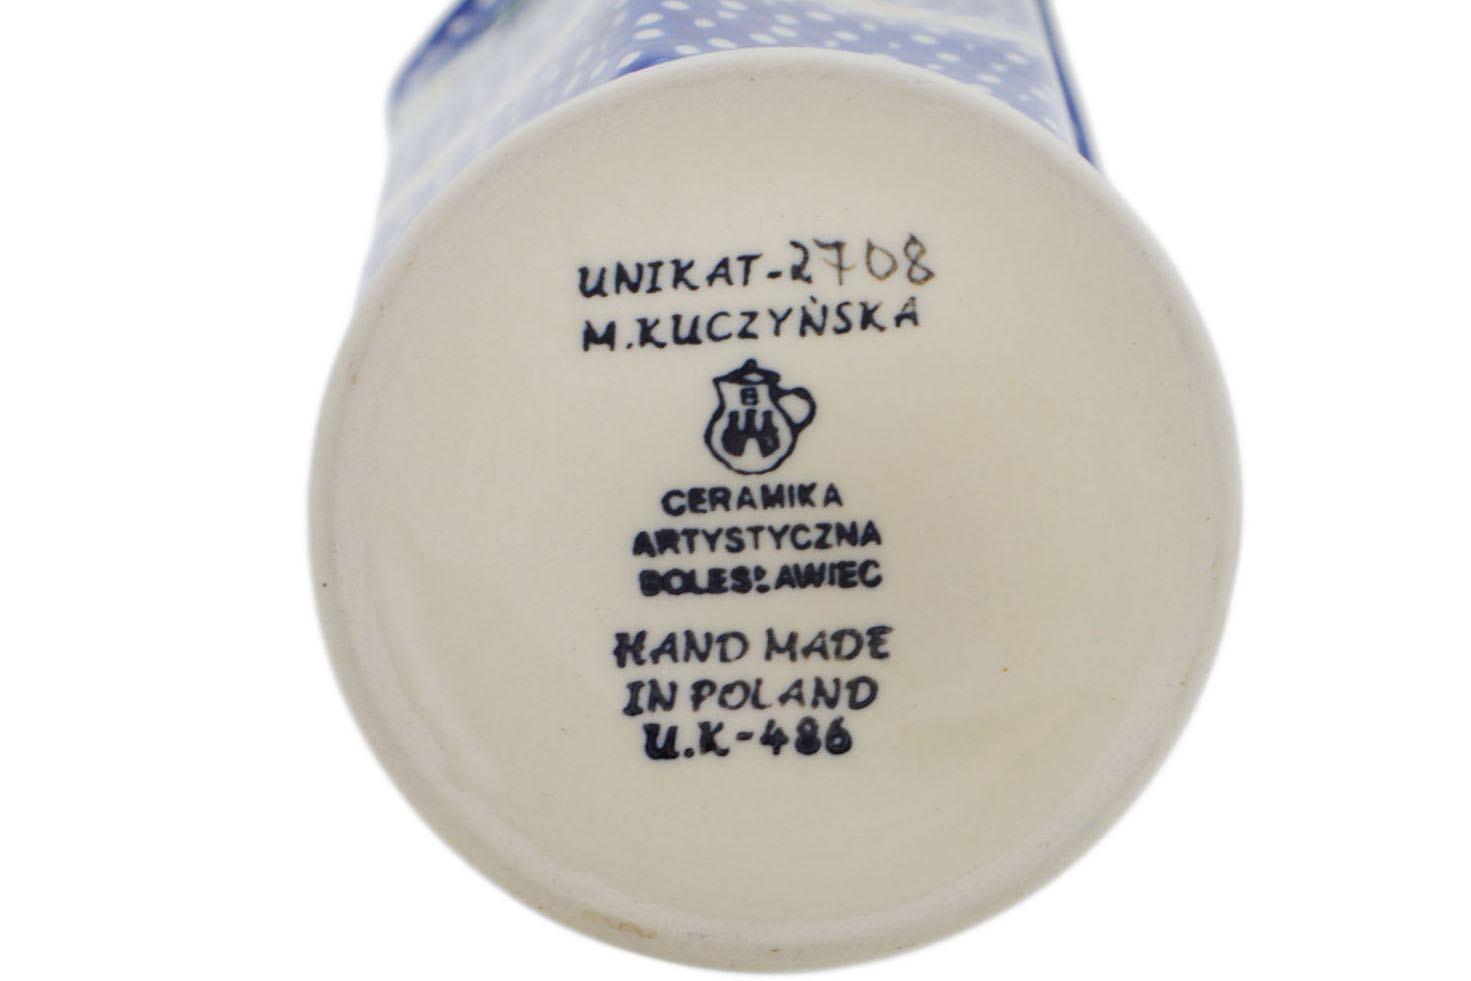 UNIKAT-2708
M.KUCZYŃSKA
B
CERAMIKA
ARTYSTYCZNA
BOLESŁAWIEC
HAND MADE
IN POLAND
U.K-486